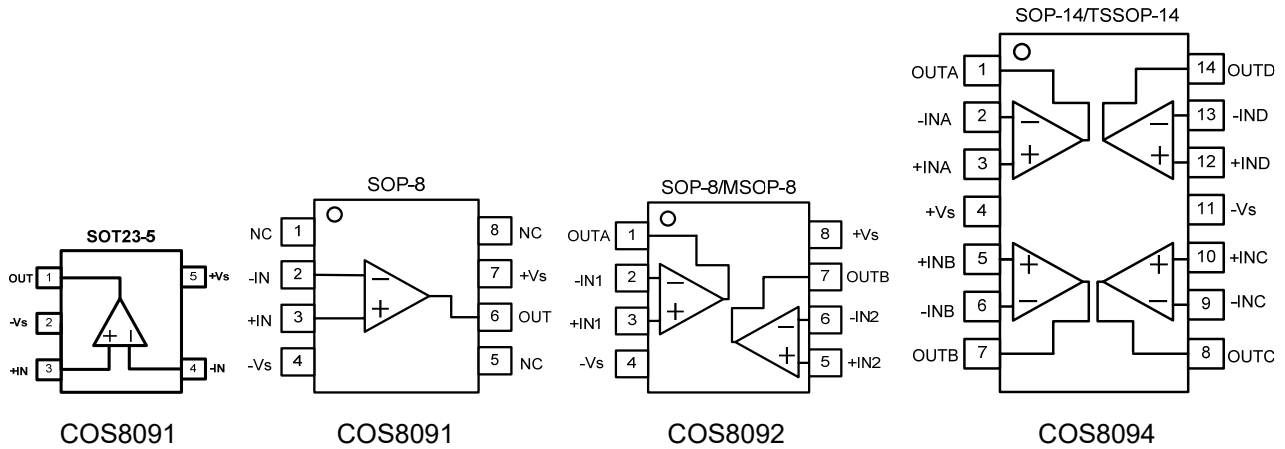 SOT23-5
OUT 1 5 +Vs
-Vs 2
+IN 3 4 -IN
+ −
COS8091
SOP-8
NC 1 8 NC
-IN 2 7 +Vs
+IN 3 6 OUT
-Vs 4 5 NC
−
+
COS8091
SOP-8/MSOP-8
OUTA 1 8 +Vs
-IN1 2 7 OUTB
+IN1 3 6 -IN2
-Vs 4 5 +IN2
− −
+ +
COS8092
SOP-14/TSSOP-14
OUTA 1 14 OUTD
-INA 2 − − 13 -IND
+INA 3 + + 12 +IND
+Vs 4 11 -Vs
+INB 5 + + 10 +INC
-INB 6 − − 9 -INC
OUTB 7 8 OUTC
COS8094